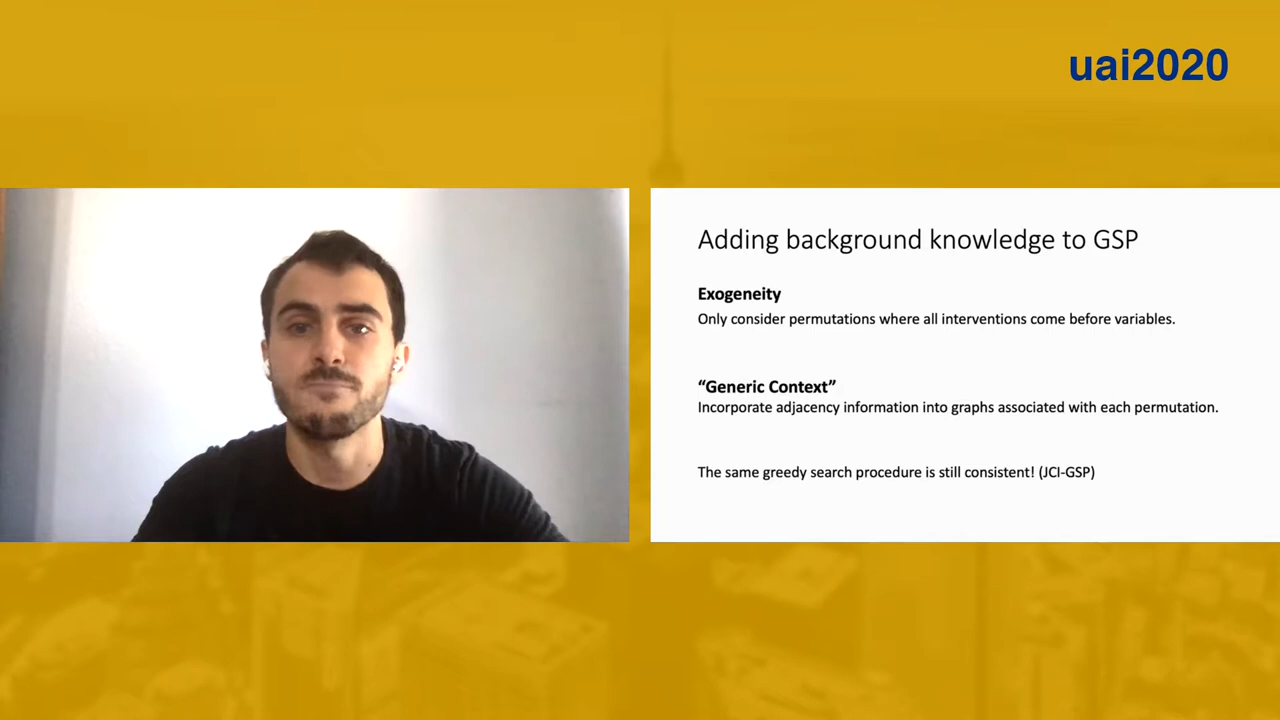 uai2020
Adding background knowledge to GSP
Exogeneity
Only consider permutations where all interventions come before variables.
“Generic Context”
Incorporate adjacency information into graphs associated with each permutation.
The same greedy search procedure is still consistent! (JCI-GSP)